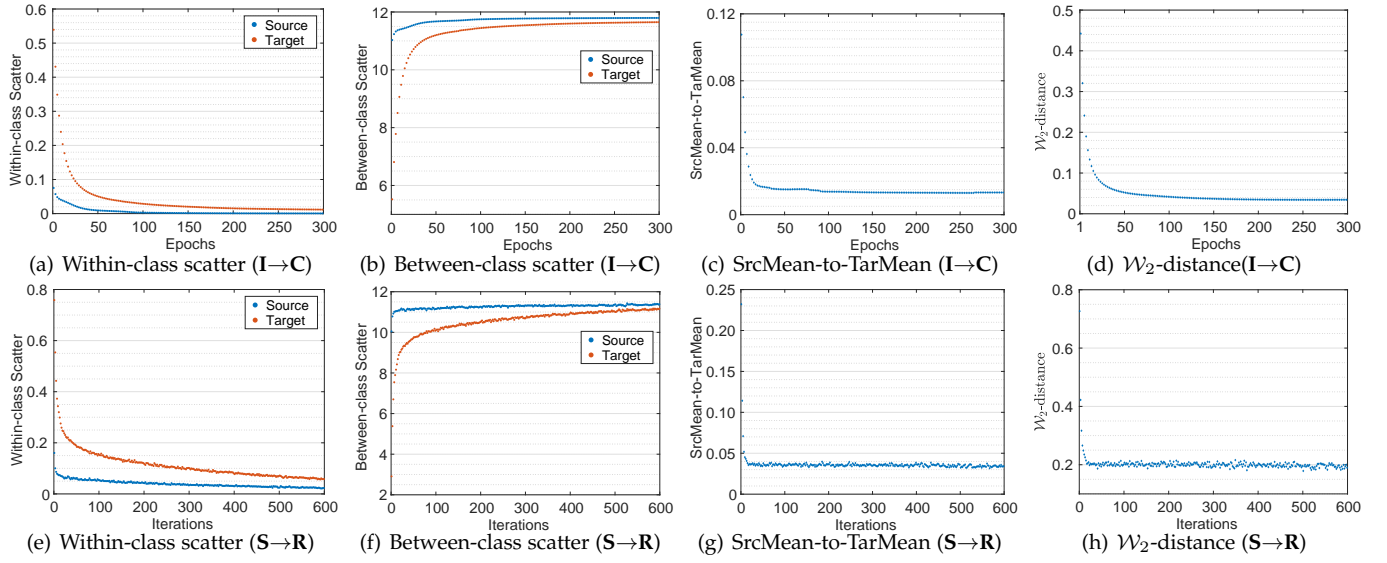 0.6
0.5
0.4
0.3
0.2
0.1
0
Within-class Scatter
Source
Target
0 50 100 150 200 250 300
Epochs
(a) Within-class scatter (I→C)
12
10
8
6
Between-class Scatter
Source
Target
0 50 100 150 200 250 300
Epochs
(b) Between-class scatter (I→C)
0.12
0.08
0.04
0
SrcMean-to-TarMean
0 50 100 150 200 250 300
Epochs
(c) SrcMean-to-TarMean (I→C)
0.5
0.4
0.3
0.2
0.1
0
𝒲₂-distance
1 50 100 150 200 250 300
Epochs
(d) 𝒲₂-distance(I→C)
0.8
0.6
0.4
0.2
0
Within-class Scatter
Source
Target
0 100 200 300 400 500 600
Iterations
(e) Within-class scatter (S→R)
12
10
8
6
4
2
Between-class Scatter
Source
Target
0 100 200 300 400 500 600
Iterations
(f) Between-class scatter (S→R)
0.25
0.20
0.15
0.10
0.05
0.00
SrcMean-to-TarMean
0 100 200 300 400 500 600
Iterations
(g) SrcMean-to-TarMean (S→R)
0.8
0.6
0.4
0.2
𝒲₂-distance
0 100 200 300 400 500 600
Iterations
(h) 𝒲₂-distance (S→R)